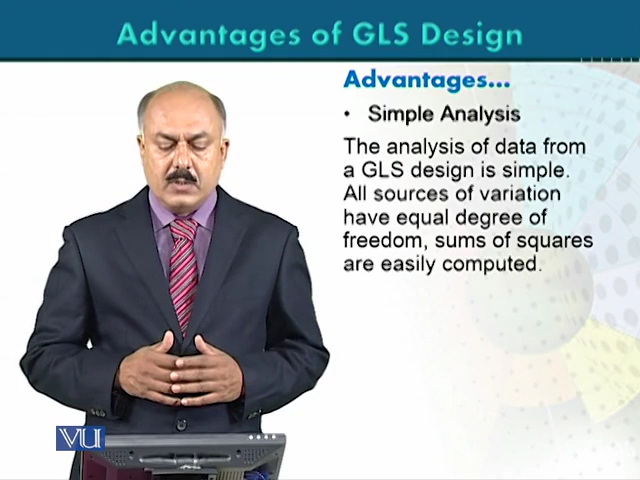 Advantages of GLS Design
Advantages...
• Simple Analysis
The analysis of data from
a GLS design is simple.
All sources of variation
have equal degree of
freedom, sums of squares
are easily computed.
VU